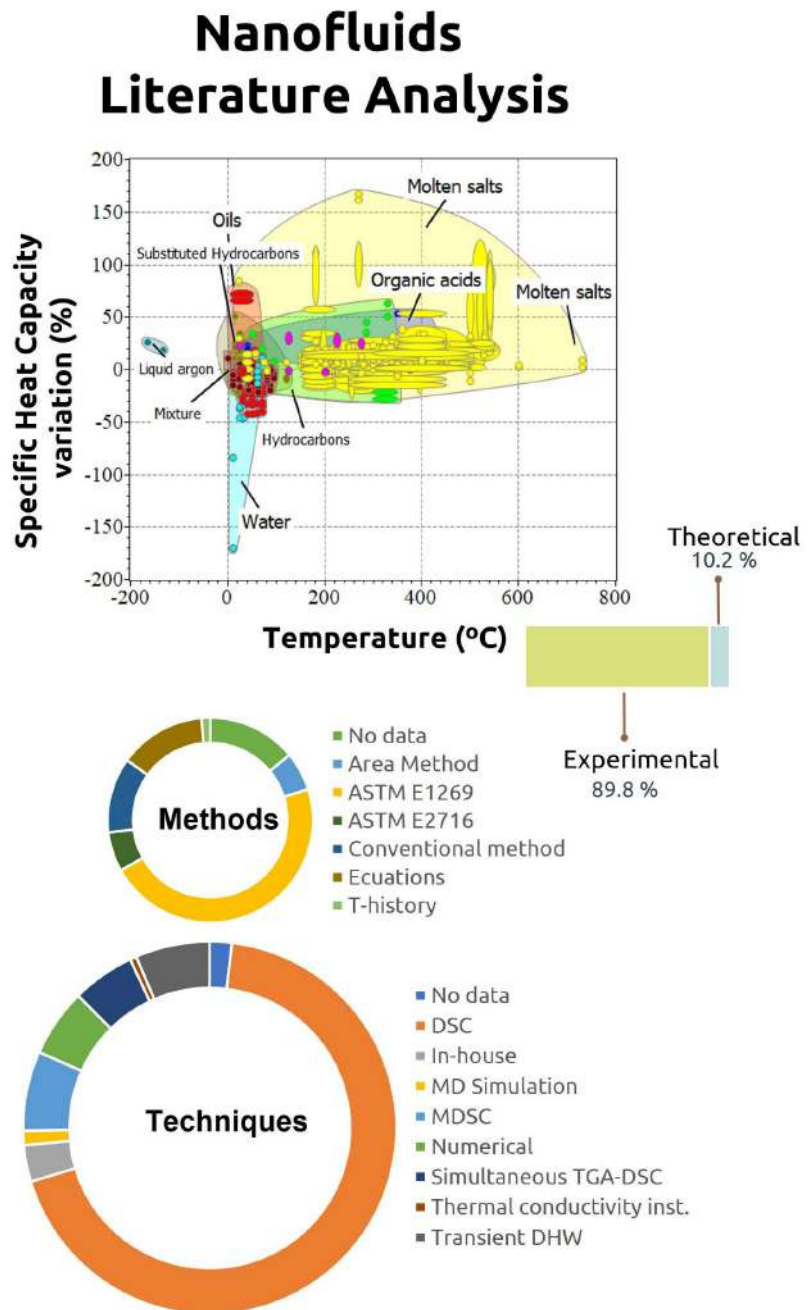 Nanofluids
Literature Analysis
Specific Heat Capacity
variation (%)
200
150
100
50
0
-50
-100
-150
-200
-200
0
200
400
600
800
Temperature (ºC)
Molten salts
Oils
Substituted Hydrocarbons
Organic acids
Molten salts
Liquid argon
Mixture
Hydrocarbons
Water
Theoretical
10.2 %
Experimental
89.8 %
Methods
No data
Area Method
ASTM E1269
ASTM E2716
Conventional method
Ecuations
T-history
Techniques
No data
DSC
In-house
MD Simulation
MDSC
Numerical
Simultaneous TGA-DSC
Thermal conductivity inst.
Transient DHW